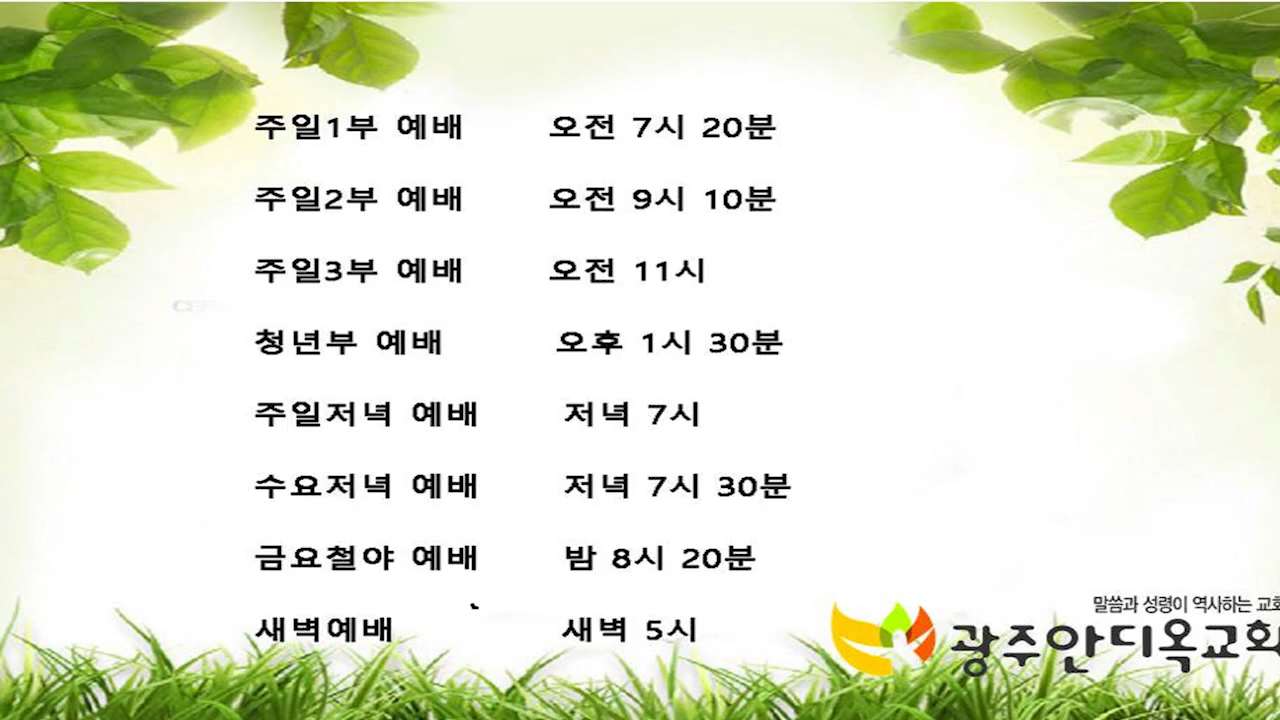 주일1부 예배 오전 7시 20분
주일2부 예배 오전 9시 10분
주일3부 예배 오전 11시
청년부 예배 오후 1시 30분
주일저녁 예배 저녁 7시
수요저녁 예배 저녁 7시 30분
금요철야 예배 밤 8시 20분
새벽예배 새벽 5시
말씀과 성령이 역사하는 교회
광주안디옥교회